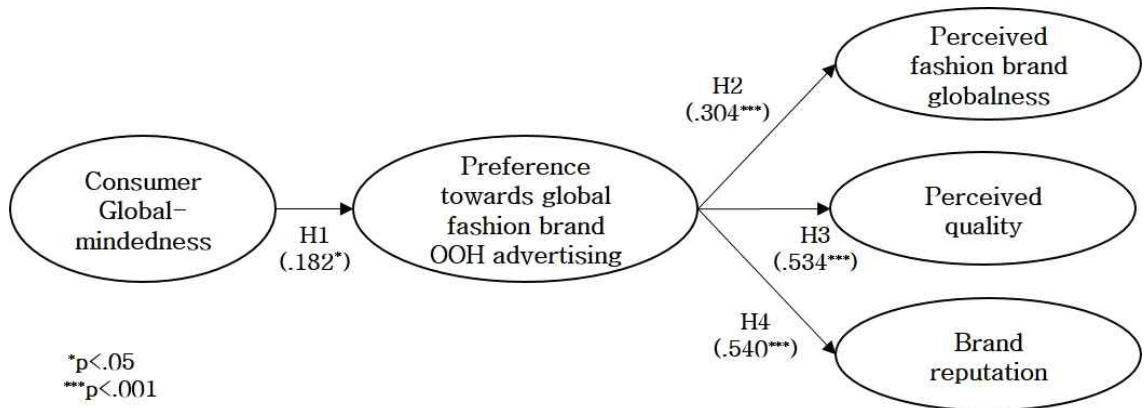 Consumer
Global-
mindedness
H1
(.182*)
Preference
towards global
fashion brand
OOH advertising
H2
(.304***)
Perceived
fashion brand
globalness
H3
(.534***)
Perceived
quality
H4
(.540***)
Brand
reputation
*p<.05
***p<.001